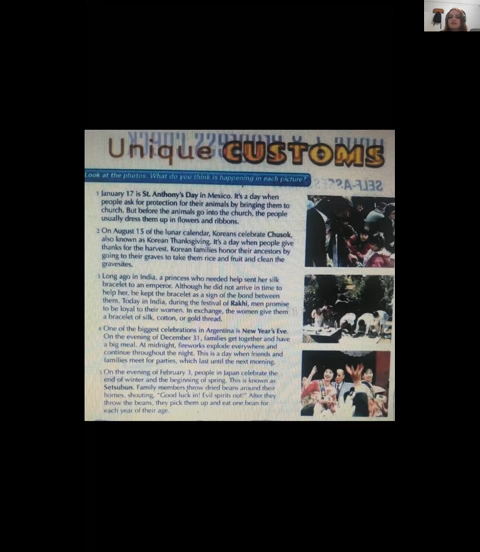 Unique CUSTOMS
Look at the photos. What do you think is happening in each picture?
1 January 17 is St. Anthony's Day in Mexico. It's a day when
people ask for protection for their animals by bringing them to
church. But before the animals go into the church, the people
usually dress them up in flowers and ribbons.
2 On August 15 of the lunar calendar, Koreans celebrate Chusok,
also known as Korean Thanksgiving. It's a day when people give
thanks for the harvest. Korean families honor their ancestors by
going to their graves to take them rice and fruit and clean the
gravesites.
3 Long ago in India, a princess who needed help sent her silk
bracelet to an emperor. Although he did not arrive in time to
help her, he kept the bracelet as a sign of the bond between
them. Today in India, during the festival of Rakhi, men promise
to be loyal to their women. In exchange, the women give them
a bracelet of silk, cotton, or gold thread.
4 One of the biggest celebrations in Argentina is New Year's Eve.
On the evening of December 31, families get together and have
a big meal. At midnight, fireworks explode everywhere and
continue throughout the night. This is a day when friends and
families meet for parties, which last until the next morning.
5 On the evening of February 3, people in Japan celebrate the
end of winter and the beginning of spring. This is known as
Setsubun. Family members throw dried beans around their
homes, shouting, "Good luck in! Evil spirits out!" After they
throw the beans, they pick them up and eat one bean for
each year of their age.